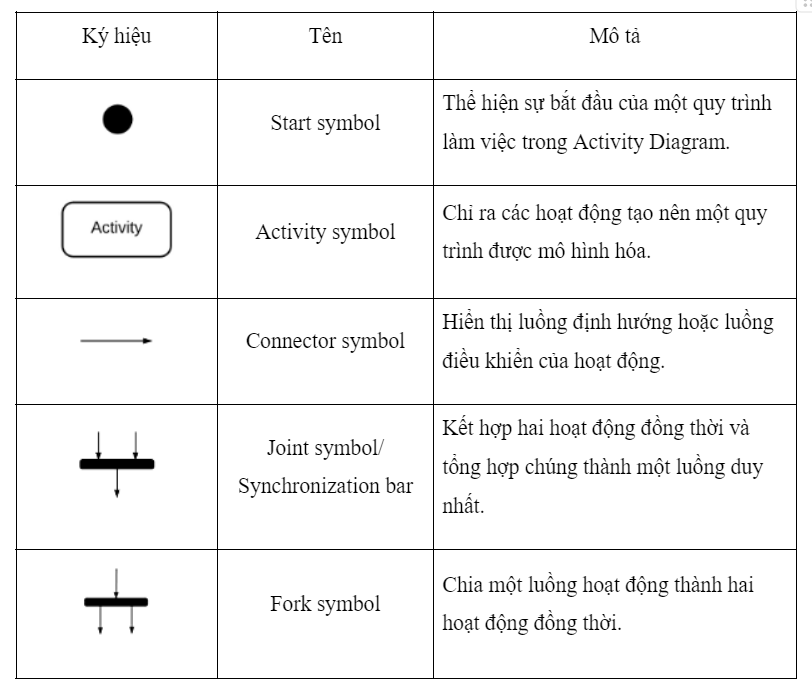 Ký hiệu
Tên
Mô tả
Start symbol
Thể hiện sự bắt đầu của một quy trình
làm việc trong Activity Diagram.
Activity
Activity symbol
Chỉ ra các hoạt động tạo nên một quy
trình được mô hình hóa.
Connector symbol
Hiển thị luồng định hướng hoặc luồng
điều khiển của hoạt động.
Joint symbol/
Synchronization bar
Kết hợp hai hoạt động đồng thời và
tổng hợp chúng thành một luồng duy
nhất.
Fork symbol
Chia một luồng hoạt động thành hai
hoạt động đồng thời.